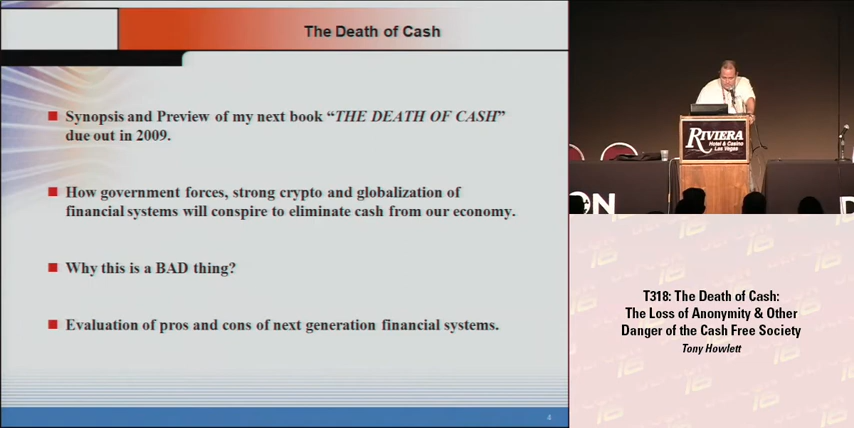 The Death of Cash
Synopsis and Preview of my next book “THE DEATH OF CASH”
due out in 2009.
How government forces, strong crypto and globalization of
financial systems will conspire to eliminate cash from our economy.
Why this is a BAD thing?
Evaluation of pros and cons of next generation financial systems.
4
RIVIERA
Hotel & Casino
Las Vegas
T318: The Death of Cash:
The Loss of Anonymity & Other
Danger of the Cash Free Society
Tony Howlett